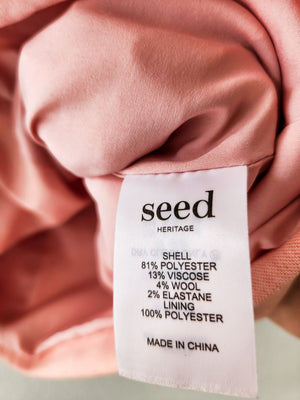 seed
HERITAGE
SHELL
81% POLYESTER
13% VISCOSE
4% WOOL
2% ELASTANE
LINING
100% POLYESTER
MADE IN CHINA